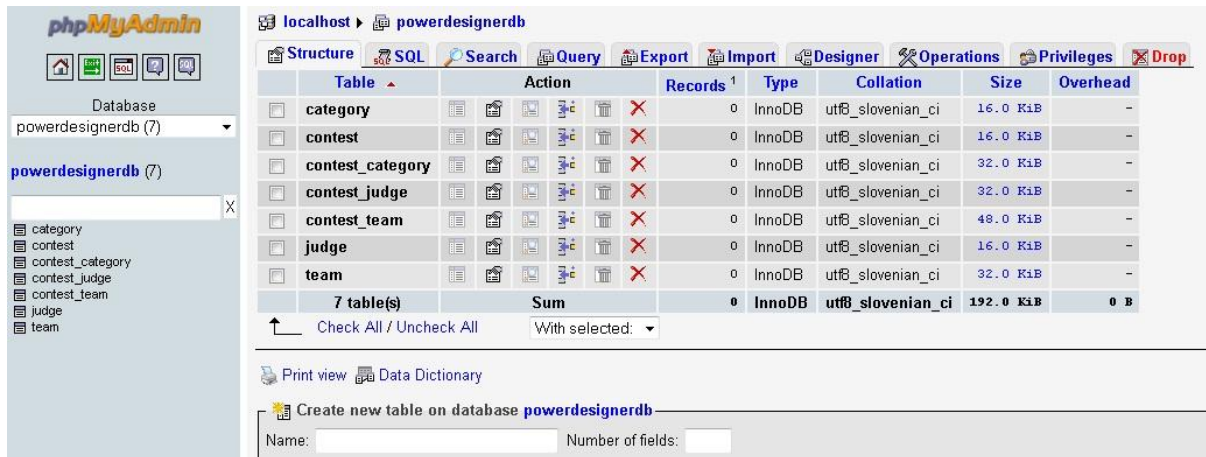 phpMyAdmin
Database
powerdesignerdb (7)
powerdesignerdb (7)
X
category
contest
contest_category
contest_judge
contest_team
judge
team
localhost powerdesignerdb
Structure SQL Search Query Export Import Designer Operations Privileges Drop
Table Action Records 1 Type Collation Size Overhead
category 0 InnoDB utf8_slovenian_ci 16.0 KiB -
contest 0 InnoDB utf8_slovenian_ci 16.0 KiB -
contest_category 0 InnoDB utf8_slovenian_ci 32.0 KiB -
contest_judge 0 InnoDB utf8_slovenian_ci 32.0 KiB -
contest_team 0 InnoDB utf8_slovenian_ci 48.0 KiB -
judge 0 InnoDB utf8_slovenian_ci 16.0 KiB -
team 0 InnoDB utf8_slovenian_ci 32.0 KiB -
7 table(s) Sum 0 InnoDB utf8_slovenian_ci 192.0 KiB 0 B
Check All / Uncheck All With selected:
Print view Data Dictionary
Create new table on database powerdesignerdb
Name: Number of fields: